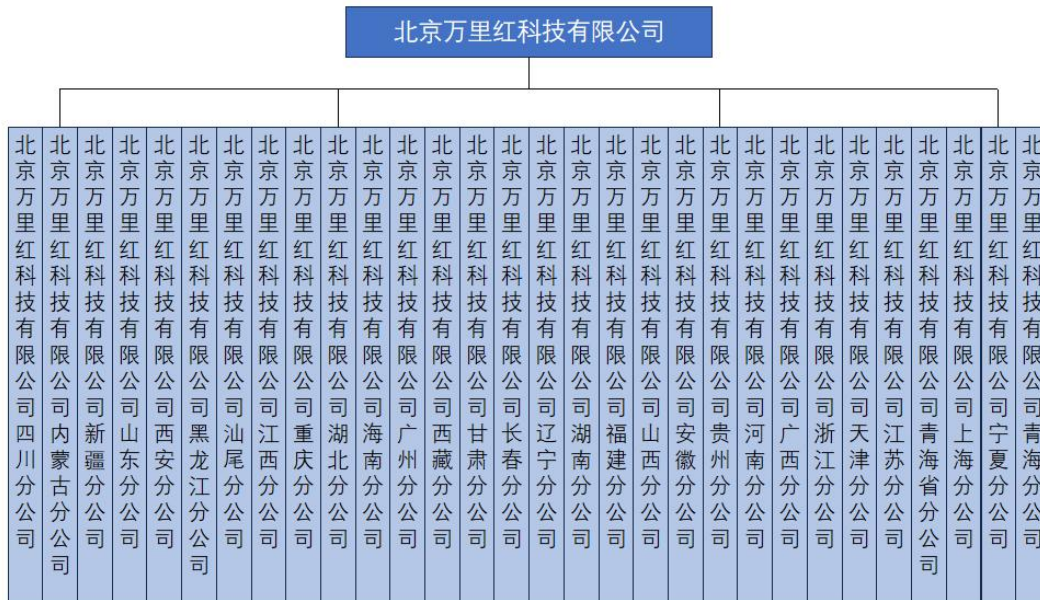 北京万里红科技有限公司
北京万里红科技有限公司四川分公司
北京万里红科技有限公司内蒙古分公司
北京万里红科技有限公司新疆分公司
北京万里红科技有限公司山东分公司
北京万里红科技有限公司西安分公司
北京万里红科技有限公司黑龙江分公司
北京万里红科技有限公司汕尾分公司
北京万里红科技有限公司江西分公司
北京万里红科技有限公司重庆分公司
北京万里红科技有限公司湖北分公司
北京万里红科技有限公司海南分公司
北京万里红科技有限公司广州分公司
北京万里红科技有限公司西藏分公司
北京万里红科技有限公司甘肃分公司
北京万里红科技有限公司长春分公司
北京万里红科技有限公司辽宁分公司
北京万里红科技有限公司湖南分公司
北京万里红科技有限公司福建分公司
北京万里红科技有限公司山西分公司
北京万里红科技有限公司安徽分公司
北京万里红科技有限公司贵州分公司
北京万里红科技有限公司河南分公司
北京万里红科技有限公司广西分公司
北京万里红科技有限公司浙江分公司
北京万里红科技有限公司天津分公司
北京万里红科技有限公司江苏分公司
北京万里红科技有限公司青海省分公司
北京万里红科技有限公司上海分公司
北京万里红科技有限公司宁夏分公司
北京万里红科技有限公司青海分公司